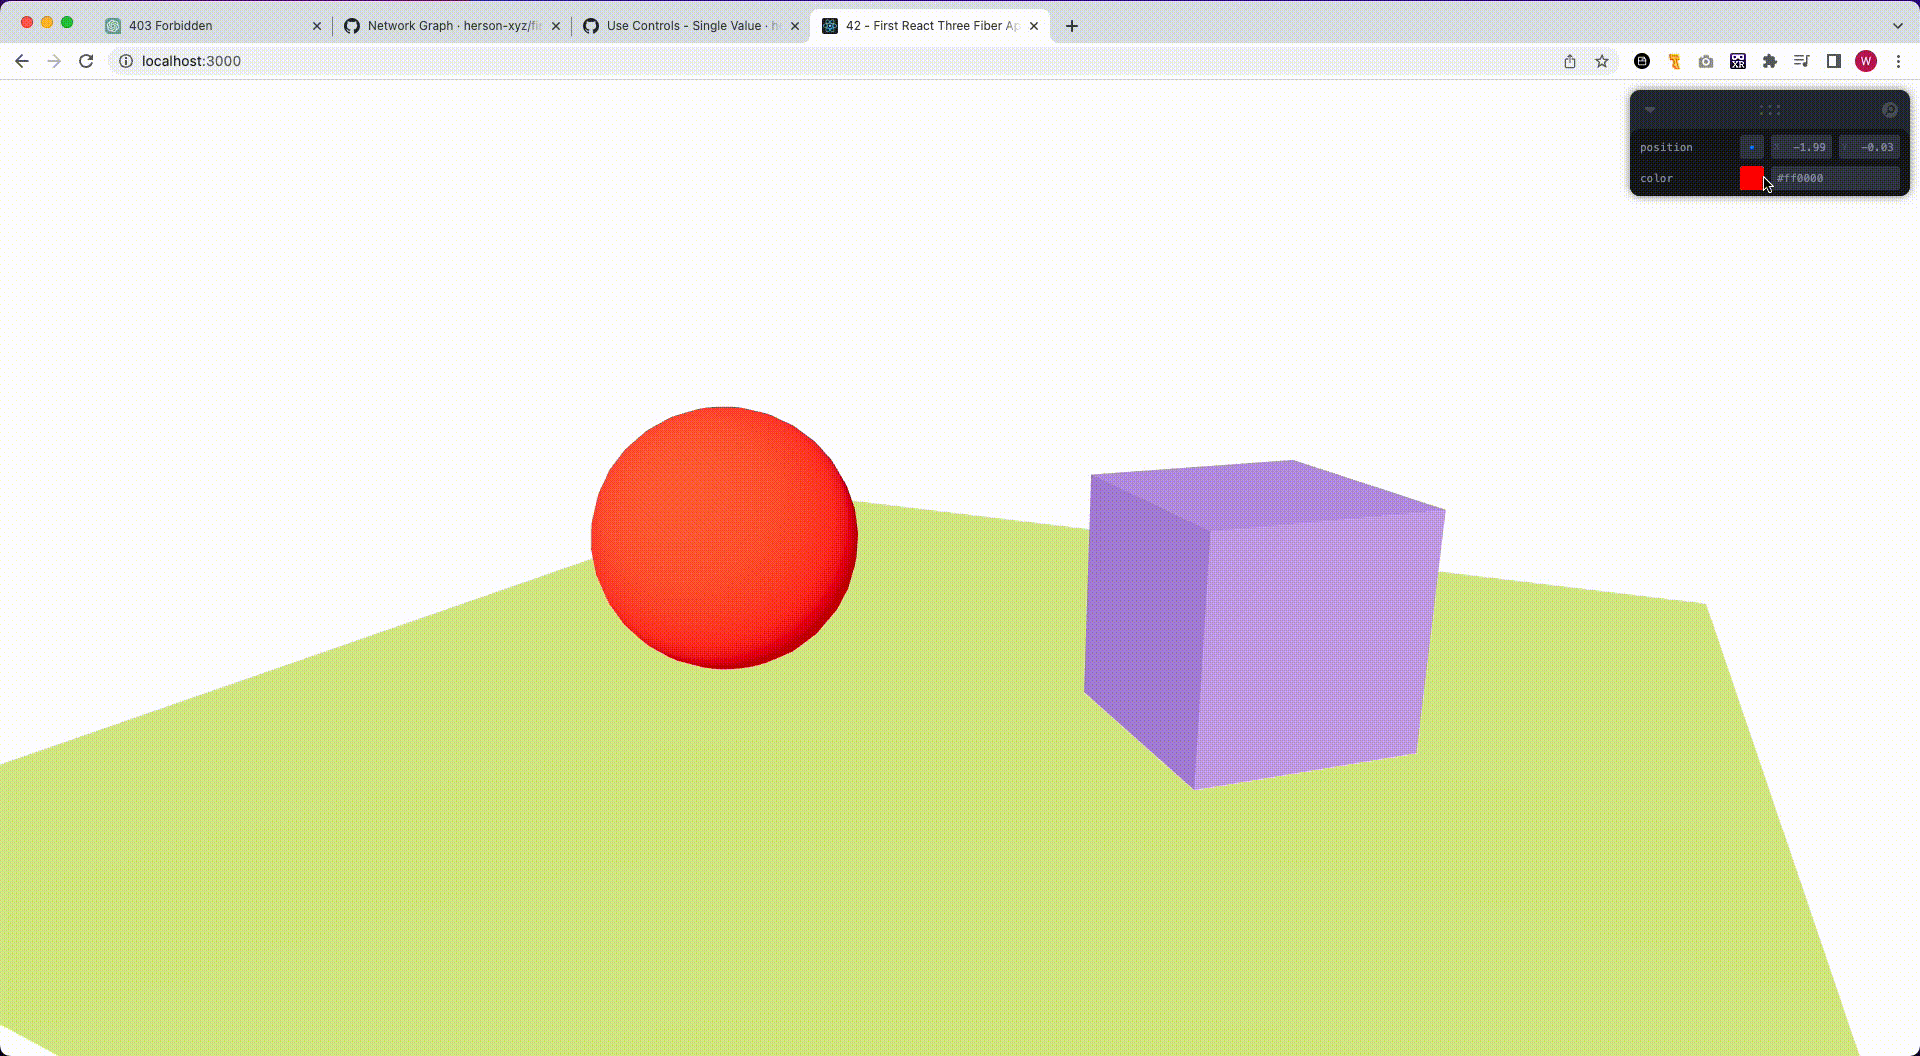 403 Forbidden
Network Graph · herson-xyz/fi
Use Controls - Single Value · h
42 - First React Three Fiber Ap
localhost:3000
W
position X -1.99 Y -0.03
color #ff0000